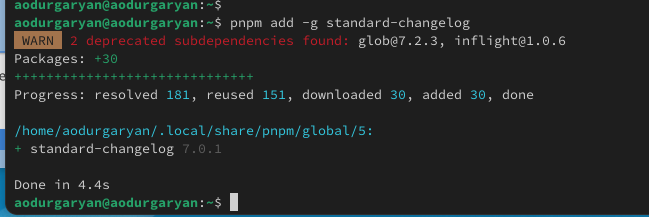 aodurgaryan@aodurgaryan:~$
aodurgaryan@aodurgaryan:~$ pnpm add -g standard-changelog
WARN 2 deprecated subdependencies found: glob@7.2.3, inflight@1.0.6
Packages: +30
++++++++++++++++++++++++++++++
Progress: resolved 181, reused 151, downloaded 30, added 30, done
/home/aodurgaryan/.local/share/pnpm/global/5:
+ standard-changelog 7.0.1
Done in 4.4s
aodurgaryan@aodurgaryan:~$